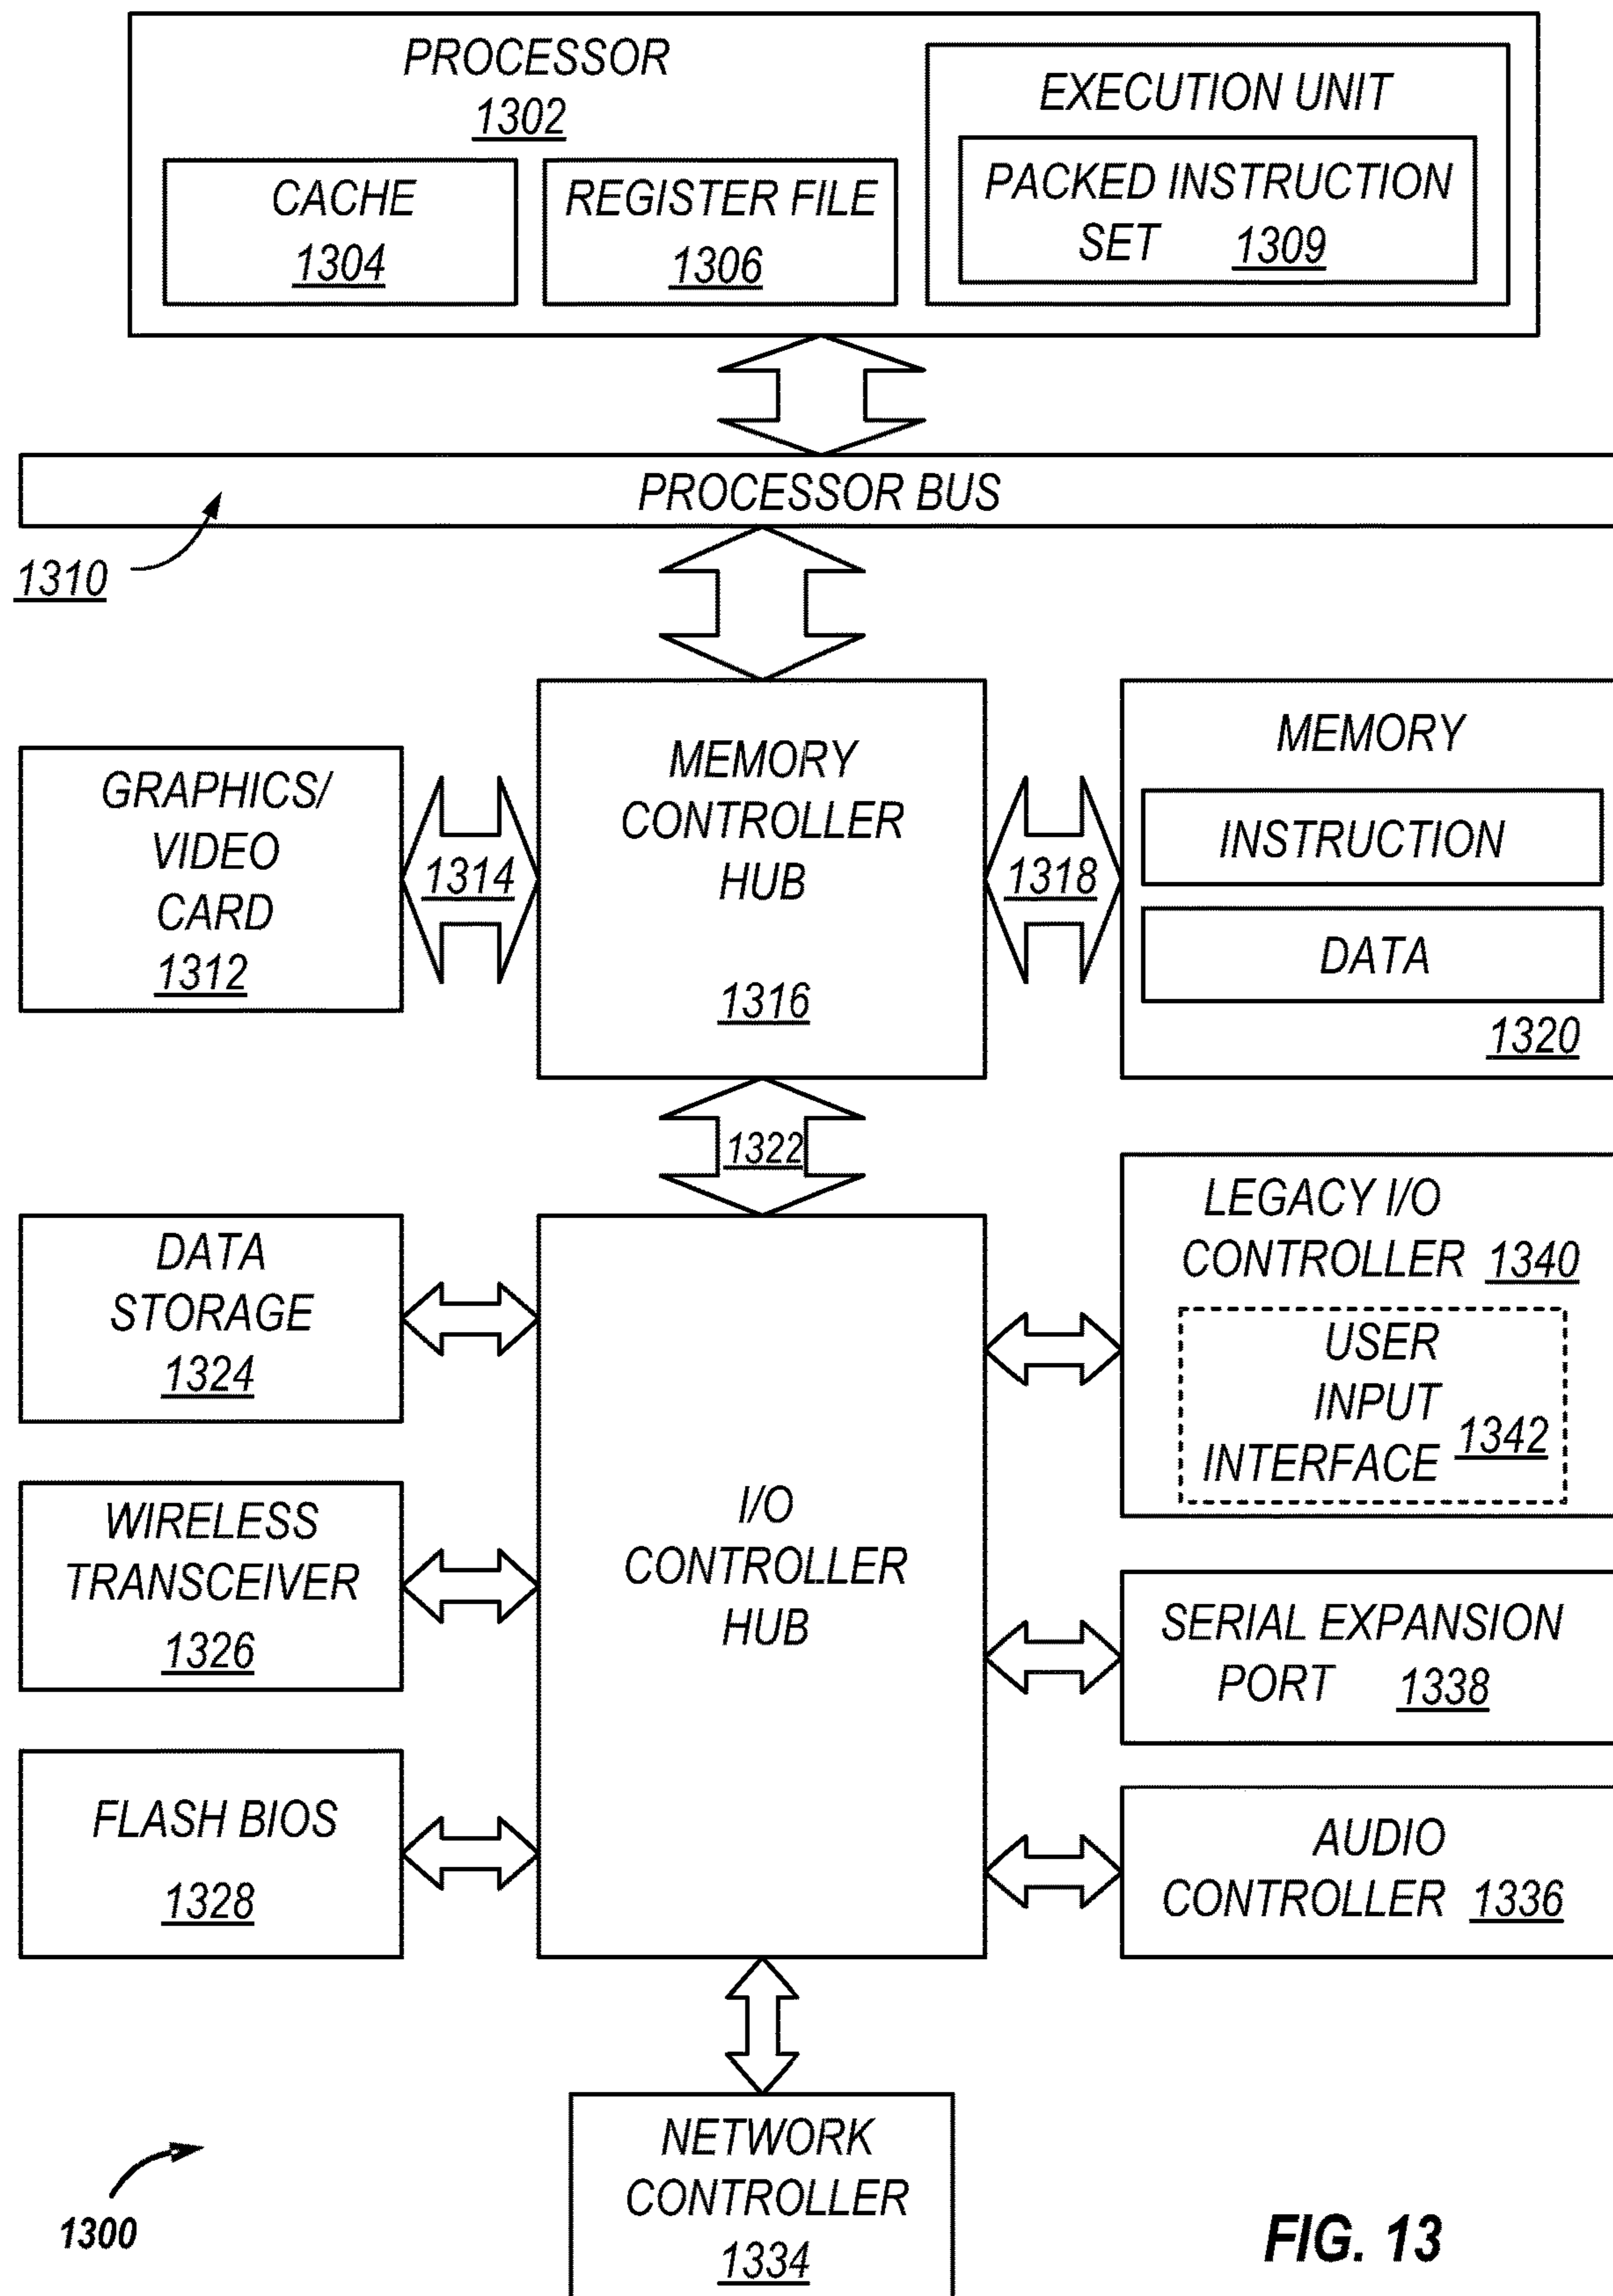 PROCESSOR
1302
CACHE
1304
REGISTER FILE
1306
EXECUTION UNIT
PACKED INSTRUCTION
SET 1309
PROCESSOR BUS
1310
GRAPHICS/
VIDEO
CARD
1312
1314
MEMORY
CONTROLLER
HUB
1316
1318
MEMORY
INSTRUCTION
DATA
1320
1322
DATA
STORAGE
1324
WIRELESS
TRANSCEIVER
1326
FLASH BIOS
1328
I/O
CONTROLLER
HUB
LEGACY I/O
CONTROLLER 1340
USER
INPUT
INTERFACE 1342
SERIAL EXPANSION
PORT 1338
AUDIO
CONTROLLER 1336
NETWORK
CONTROLLER
1334
1300
FIG. 13